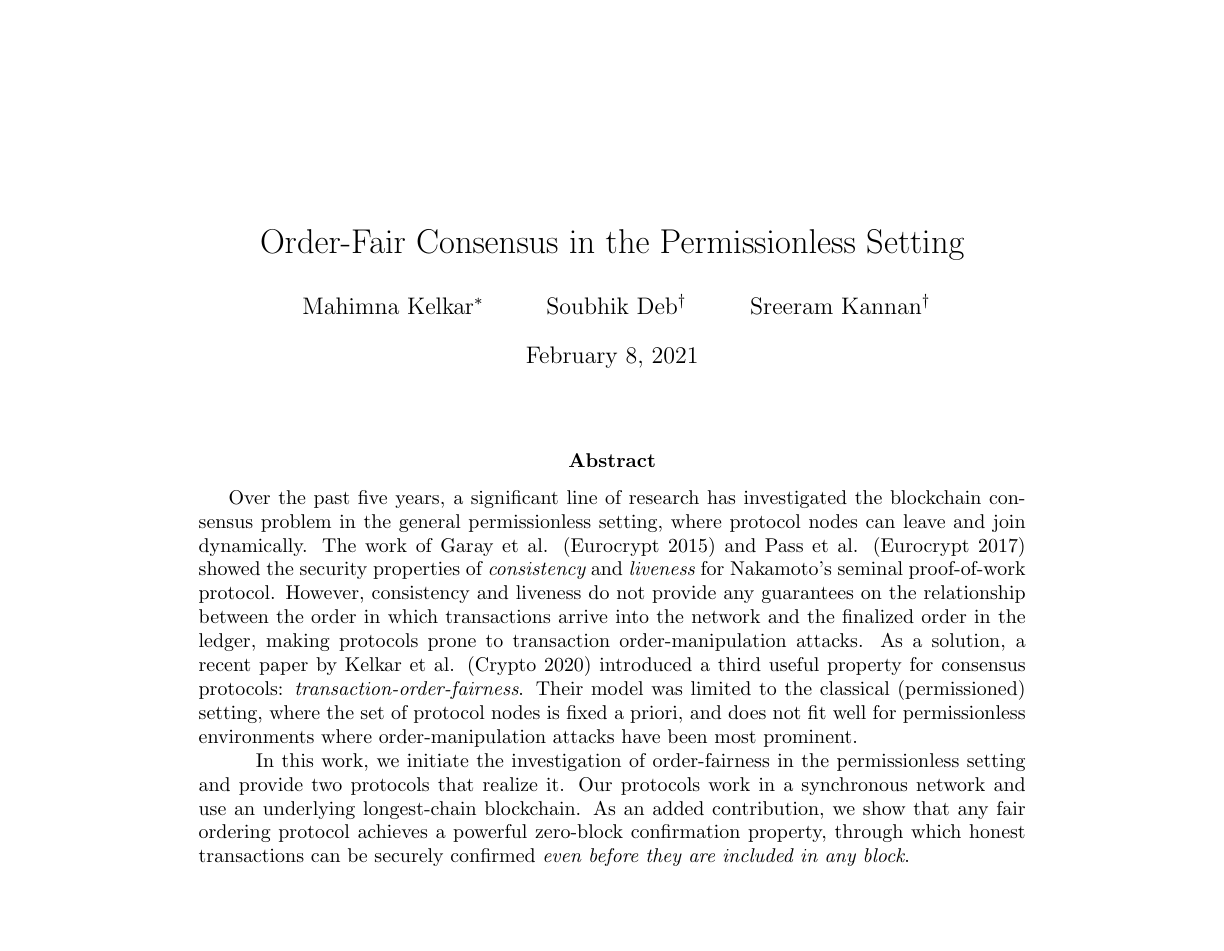 Order-Fair Consensus in the Permissionless Setting
Mahimna Kelkar* Soubhik Deb† Sreeram Kannan†
February 8, 2021
Abstract
Over the past five years, a significant line of research has investigated the blockchain con-
sensus problem in the general permissionless setting, where protocol nodes can leave and join
dynamically. The work of Garay et al. (Eurocrypt 2015) and Pass et al. (Eurocrypt 2017)
showed the security properties of consistency and liveness for Nakamoto's seminal proof-of-work
protocol. However, consistency and liveness do not provide any guarantees on the relationship
between the order in which transactions arrive into the network and the finalized order in the
ledger, making protocols prone to transaction order-manipulation attacks. As a solution, a
recent paper by Kelkar et al. (Crypto 2020) introduced a third useful property for consensus
protocols: transaction-order-fairness. Their model was limited to the classical (permissioned)
setting, where the set of protocol nodes is fixed a priori, and does not fit well for permissionless
environments where order-manipulation attacks have been most prominent.
In this work, we initiate the investigation of order-fairness in the permissionless setting
and provide two protocols that realize it. Our protocols work in a synchronous network and
use an underlying longest-chain blockchain. As an added contribution, we show that any fair
ordering protocol achieves a powerful zero-block confirmation property, through which honest
transactions can be securely confirmed even before they are included in any block.